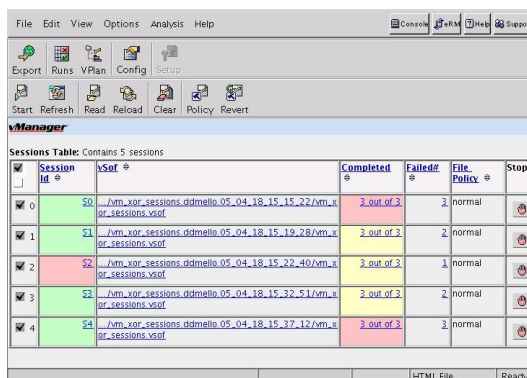 File Edit View Options Analysis Help
Console eRM Help Suppo
Export Runs VPlan Config Setup
Start Refresh Read Reload Clear Policy Revert
vManager
Sessions Table: Contains 5 sessions
Session Id vSof Completed Failed# File Policy Stop
0 S0 .../vm_xor_sessions.ddmello.05_04_18_15_15_22/vm_x 3 out of 3 3 normal
or_sessions.vsof
1 S1 .../vm_xor_sessions.ddmello.05_04_18_15_19_28/vm_x 3 out of 3 2 normal
or_sessions.vsof
2 S2 .../vm_xor_sessions.ddmello.05_04_18_15_22_40/vm_x 3 out of 3 1 normal
or_sessions.vsof
3 S3 .../vm_xor_sessions.ddmello.05_04_18_15_32_51/vm_x 3 out of 3 2 normal
or_sessions.vsof
4 S4 .../vm_xor_sessions.ddmello.05_04_18_15_37_12/vm_x 3 out of 3 3 normal
or_sessions.vsof
HTML File Ready